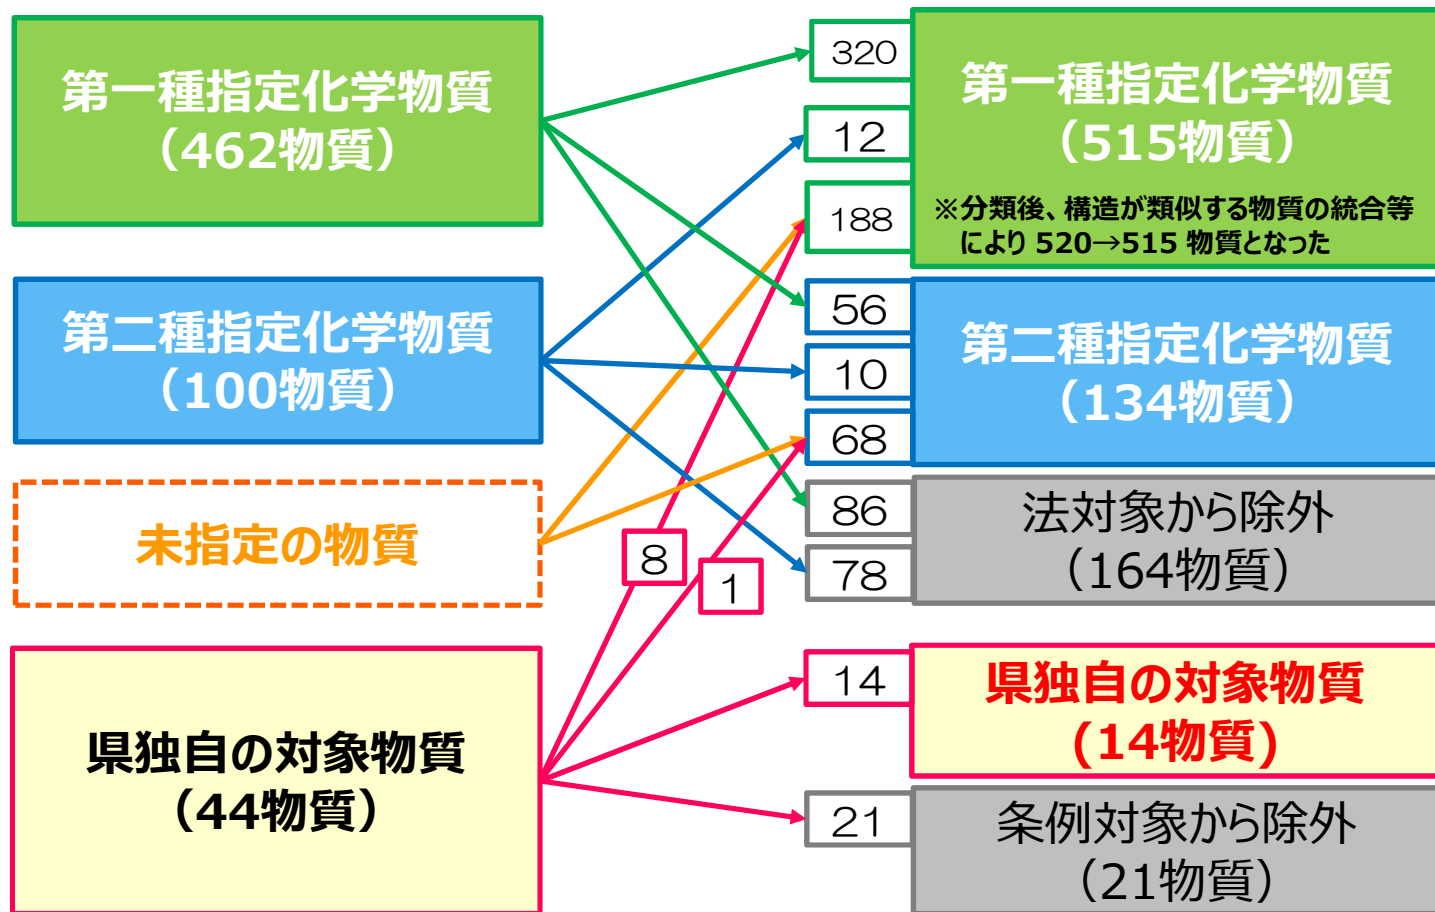 第一種指定化学物質
（462物質）
第二種指定化学物質
（100物質）
未指定の物質
県独自の対象物質
（44物質）
8
1
320
12
188
56
10
68
86
78
14
21
第一種指定化学物質
（515物質）
※分類後、構造が類似する物質の統合等
により 520→515 物質となった
第二種指定化学物質
（134物質）
法対象から除外
（164物質）
県独自の対象物質
(14物質)
条例対象から除外
（21物質）